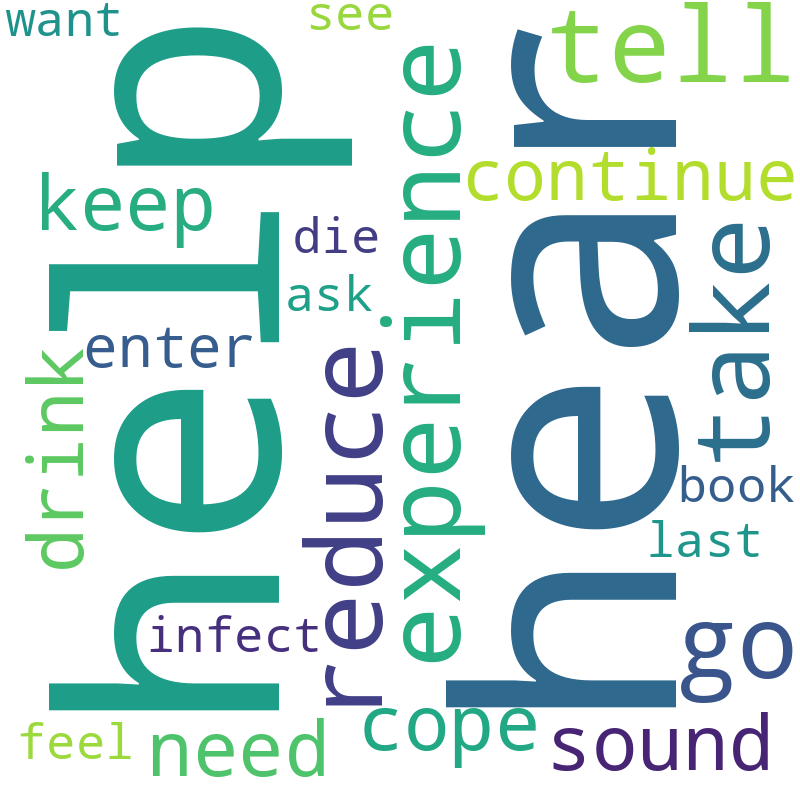 want
see
tell
help
hear
experience
continue
keep
die
take
ask
enter
drink
reduce
book
last
infect
go
cope
sound
feel
need